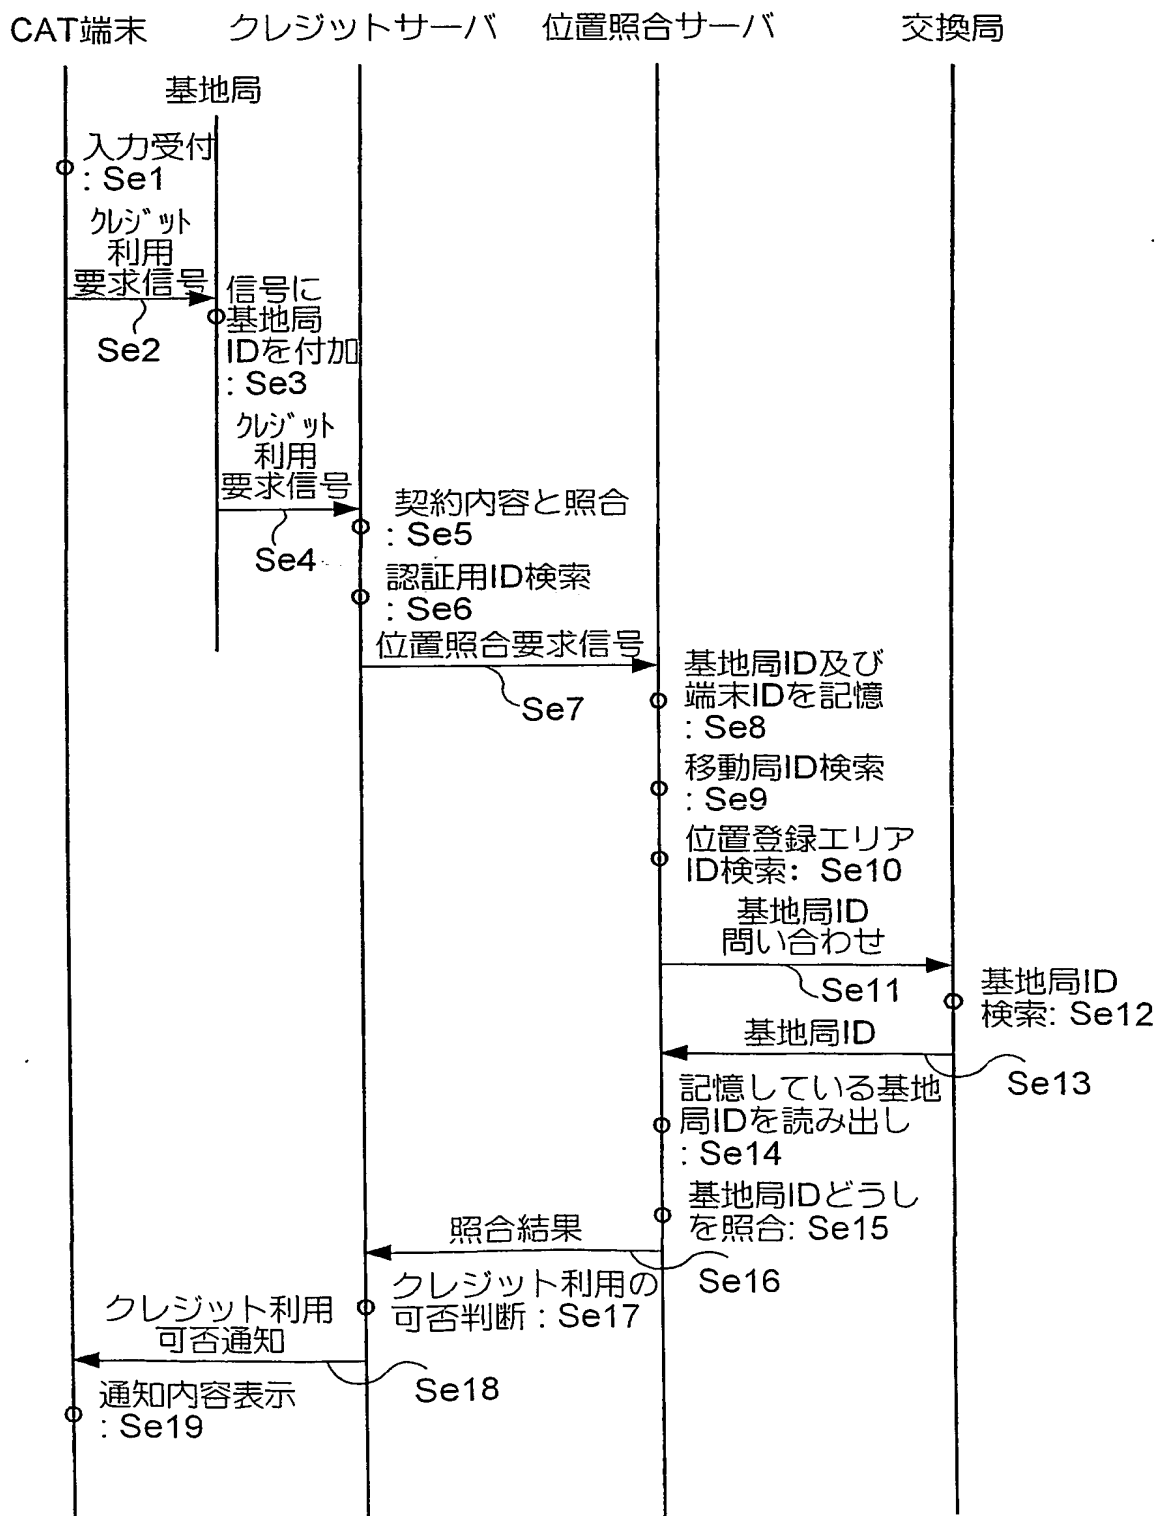 CAT端末
クレジットサーバ
位置照合サーバ
交換局
基地局
入力受付
: Se1
クレジット
利用
要求信号
Se2
信号に
基地局
IDを付加
: Se3
クレジット
利用
要求信号
Se4
契約内容と照合
: Se5
認証用ID検索
: Se6
位置照合要求信号
Se7
基地局ID及び
端末IDを記憶
: Se8
移動局ID検索
: Se9
位置登録エリア
ID検索: Se10
基地局ID
問い合わせ
Se11
基地局ID
検索: Se12
基地局ID
Se13
記憶している基地
局IDを読み出し
: Se14
基地局IDどうし
を照合: Se15
照合結果
Se16
クレジット利用の
可否判断: Se17
クレジット利用
可否通知
Se18
通知内容表示
: Se19